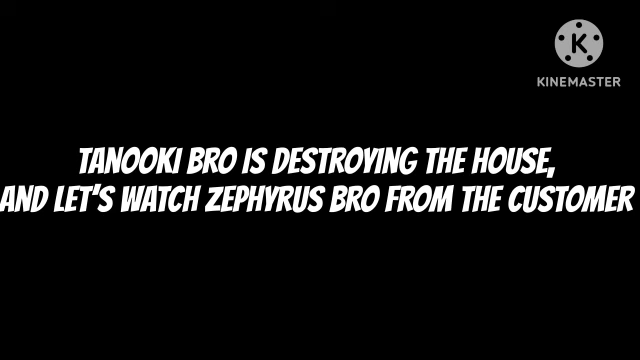 KINEMASTER
TANOOKI BRO IS DESTROYING THE HOUSE,
AND LET'S WATCH ZEPHYRUS BRO FROM THE CUSTOMER